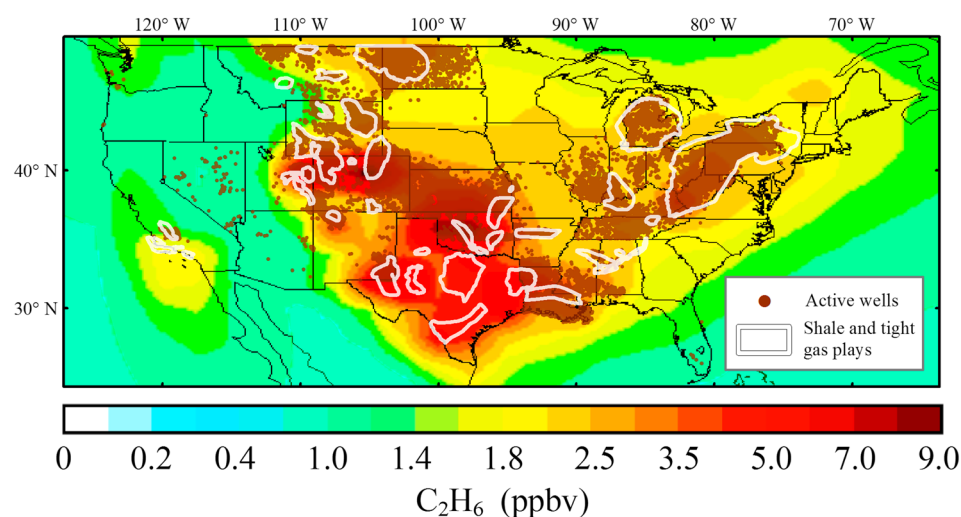 120° W 110° W 100° W 90° W 80° W 70° W
40° N
30° N
Active wells
Shale and tight
gas plays
0 0.2 0.4 1.0 1.4 1.8 2.5 3.5 5.0 7.0 9.0
C₂H₆ (ppbv)